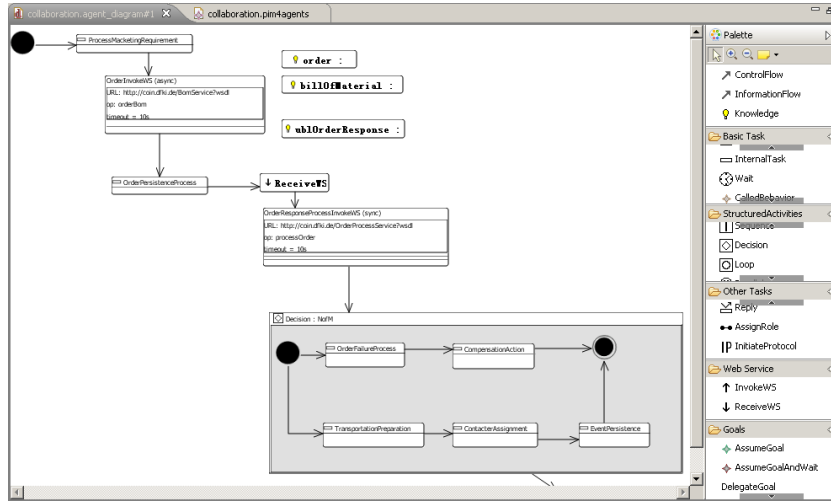 collaboration.agent_diagram#1
collaboration.pim4agents
ProcessMacketingRequirement
OrderInvokeWS (async)
URL: http://coin.dfki.de/BomService?wsdl
op: orderBom
timeout = 10s
order :
billOfMaterial :
ublOrderResponse :
OrderPersistenceProcess
ReceiveWS
OrderResponseProcessInvokeWS (sync)
URL: http://coin.dfki.de/OrderProcessService?wsdl
op: processOrder
timeout = 10s
Decision : NofM
OrderFailureProcess
CompensationAction
TransportationPreparation
ContacterAssignment
EventPersistence
Palette
ControlFlow
InformationFlow
Knowledge
Basic Task
InternalTask
Wait
CalledBehavior
StructuredActivities
Sequence
Decision
Loop
Other Tasks
Reply
AssignRole
InitiateProtocol
Web Service
InvokeWS
ReceiveWS
Goals
AssumeGoal
AssumeGoalAndWait
DelegateGoal